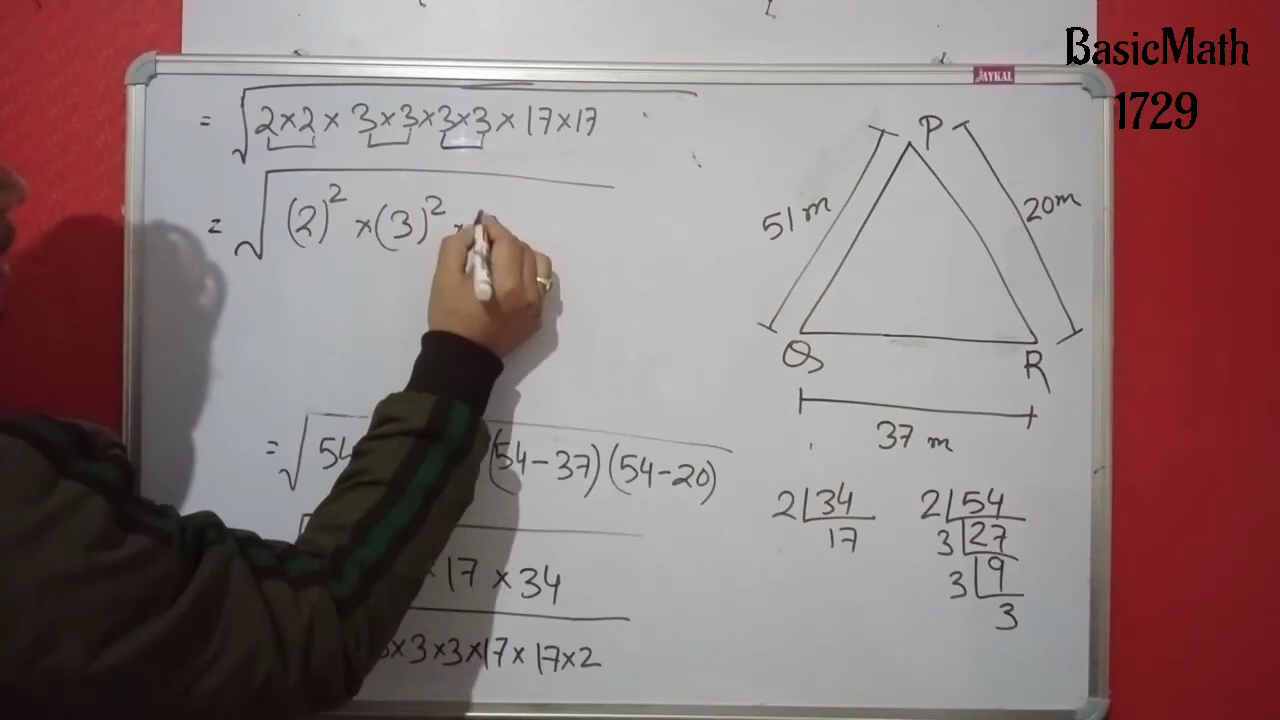 BasicMath
1729
JAYKAL
= √2×2× 3×3×3×3× 17×17
= √(2)² ×(3)² ×
=√54 (54-37)(54-20)
×17 ×34
×3×3×17×17×2
P
51m
20m
Q
R
37 m
2 34
17
2 54
3 27
3 9
3